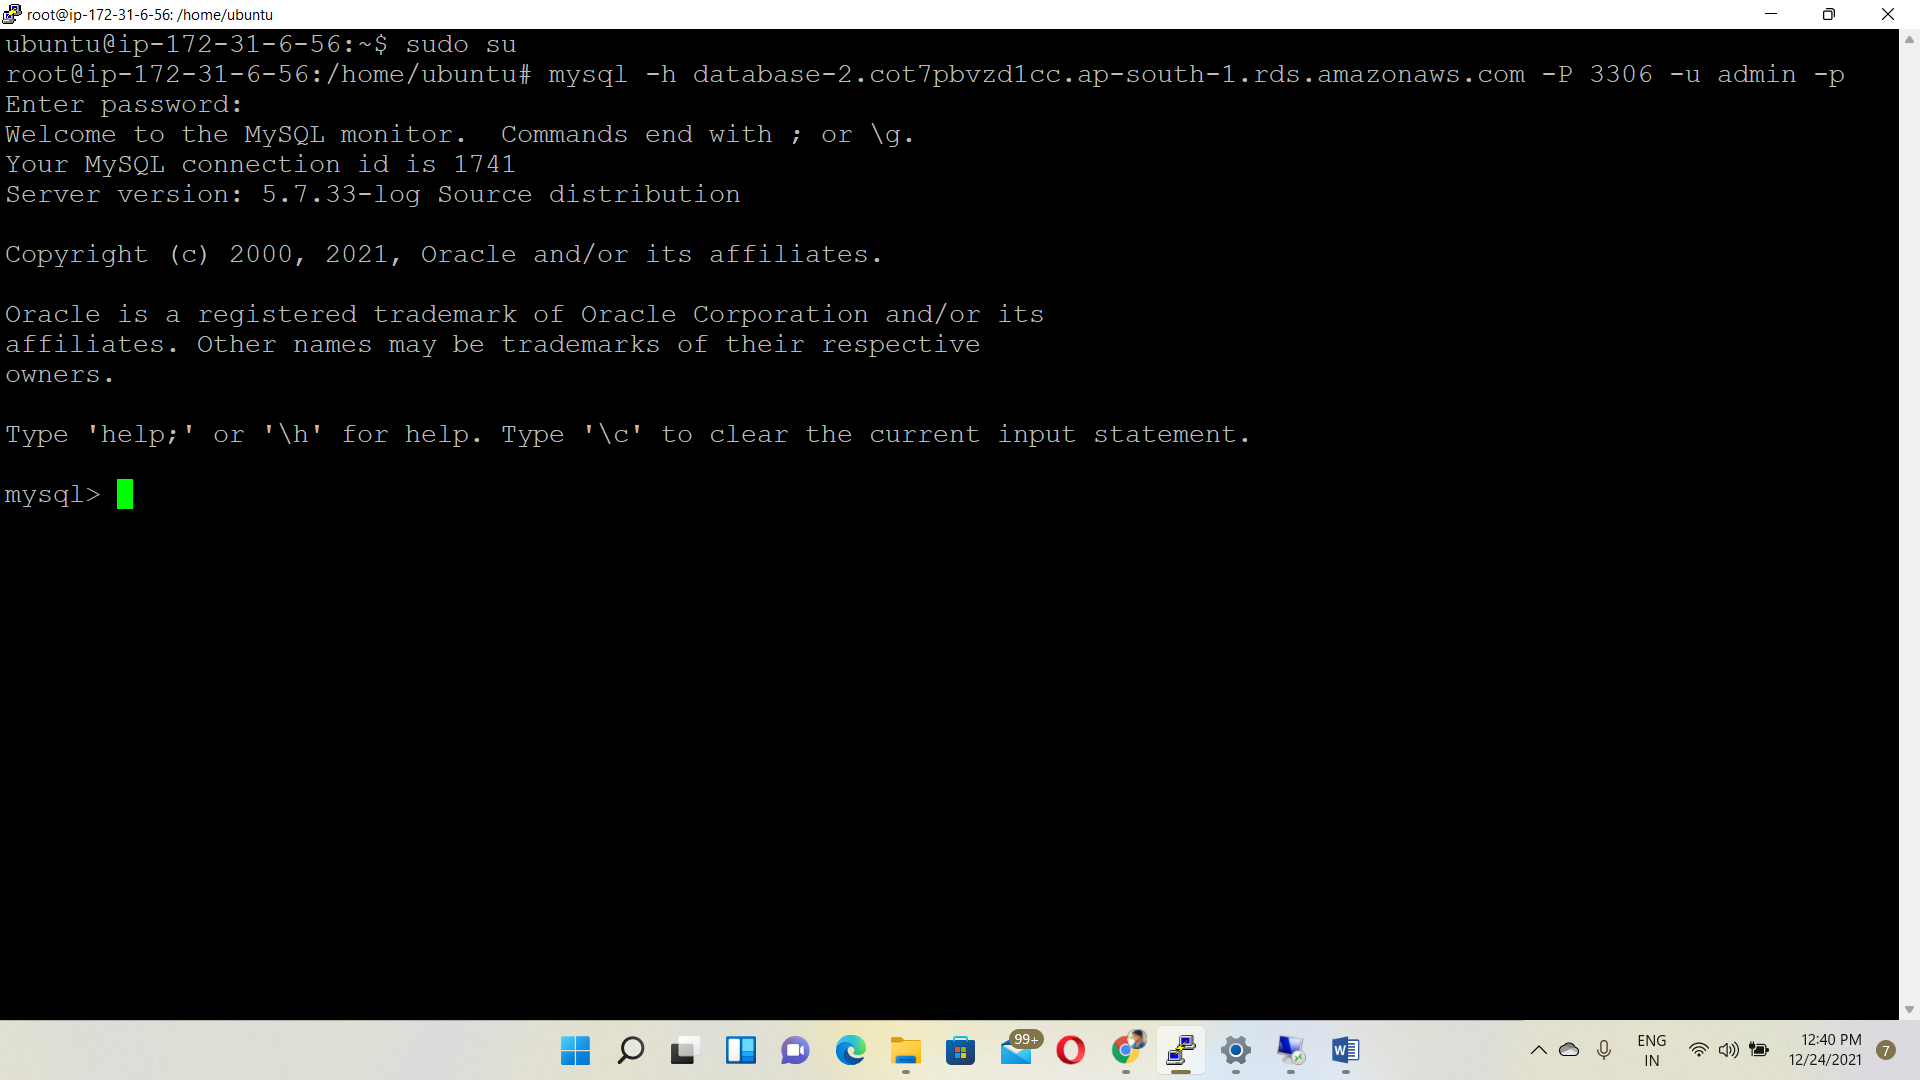 root@ip-172-31-6-56: /home/ubuntu
ubuntu@ip-172-31-6-56:~$ sudo su
root@ip-172-31-6-56:/home/ubuntu# mysql -h database-2.cot7pbvzd1cc.ap-south-1.rds.amazonaws.com -P 3306 -u admin -p
Enter password:
Welcome to the MySQL monitor.  Commands end with ; or \g.
Your MySQL connection id is 1741
Server version: 5.7.33-log Source distribution
Copyright (c) 2000, 2021, Oracle and/or its affiliates.
Oracle is a registered trademark of Oracle Corporation and/or its
affiliates. Other names may be trademarks of their respective
owners.
Type 'help;' or '\h' for help. Type '\c' to clear the current input statement.
mysql>
99+
W
ENG
IN
12:40 PM
12/24/2021
7